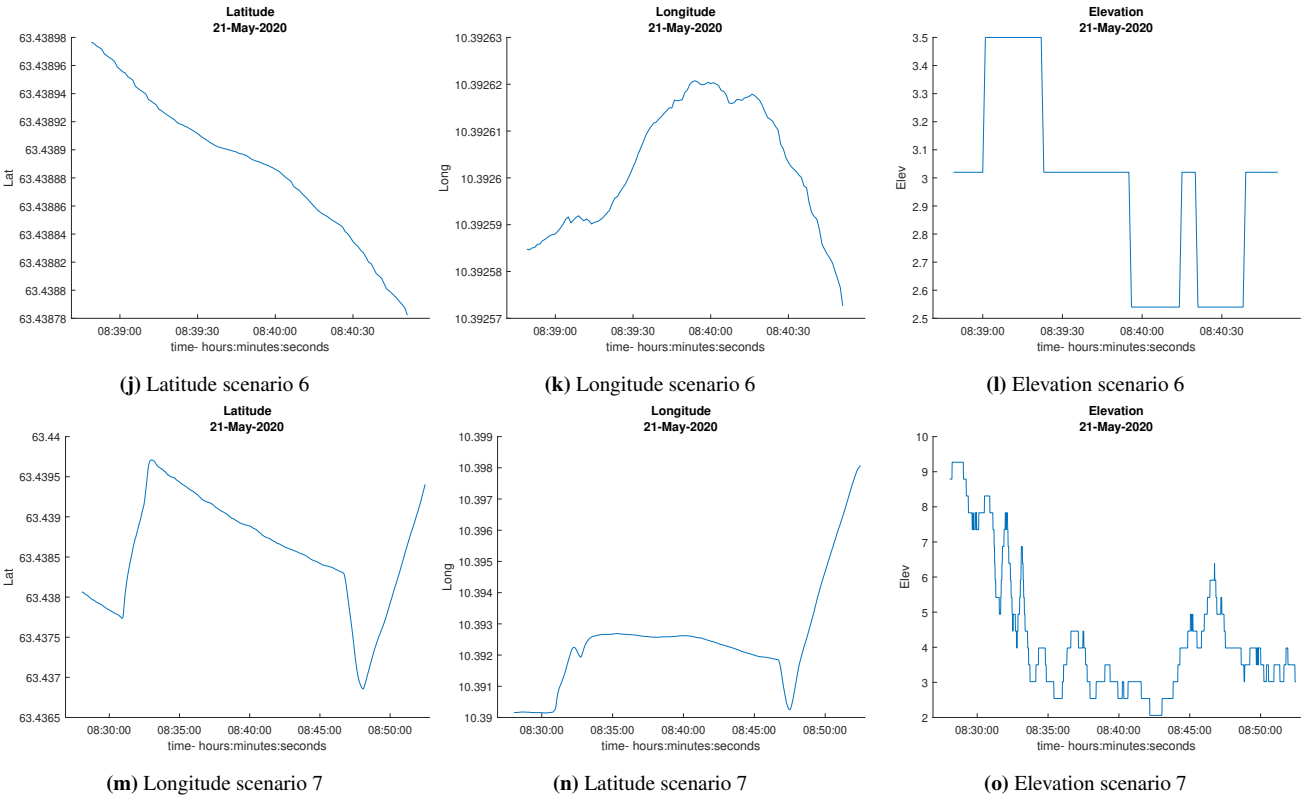 Latitude
21-May-2020
63.43898
63.43896
63.43894
63.43892
63.4389
63.43888
63.43886
63.43884
63.43882
63.4388
63.43878
Lat
08:39:00 08:39:30 08:40:00 08:40:30
time- hours:minutes:seconds
(j) Latitude scenario 6
Longitude
21-May-2020
10.39263
10.39262
10.39261
10.3926
10.39259
10.39258
10.39257
Long
08:39:00 08:39:30 08:40:00 08:40:30
time- hours:minutes:seconds
(k) Longitude scenario 6
Elevation
21-May-2020
3.5
3.4
3.3
3.2
3.1
3
2.9
2.8
2.7
2.6
2.5
Elev
08:39:00 08:39:30 08:40:00 08:40:30
time- hours:minutes:seconds
(l) Elevation scenario 6
Latitude
21-May-2020
63.44
63.4395
63.439
63.4385
63.438
63.4375
63.437
63.4365
Lat
08:30:00 08:35:00 08:40:00 08:45:00 08:50:00
time- hours:minutes:seconds
(m) Longitude scenario 7
Longitude
21-May-2020
10.399
10.398
10.397
10.396
10.395
10.394
10.393
10.392
10.391
10.39
Long
08:30:00 08:35:00 08:40:00 08:45:00 08:50:00
time- hours:minutes:seconds
(n) Latitude scenario 7
Elevation
21-May-2020
10
9
8
7
6
5
4
3
2
Elev
08:30:00 08:35:00 08:40:00 08:45:00 08:50:00
time- hours:minutes:seconds
(o) Elevation scenario 7